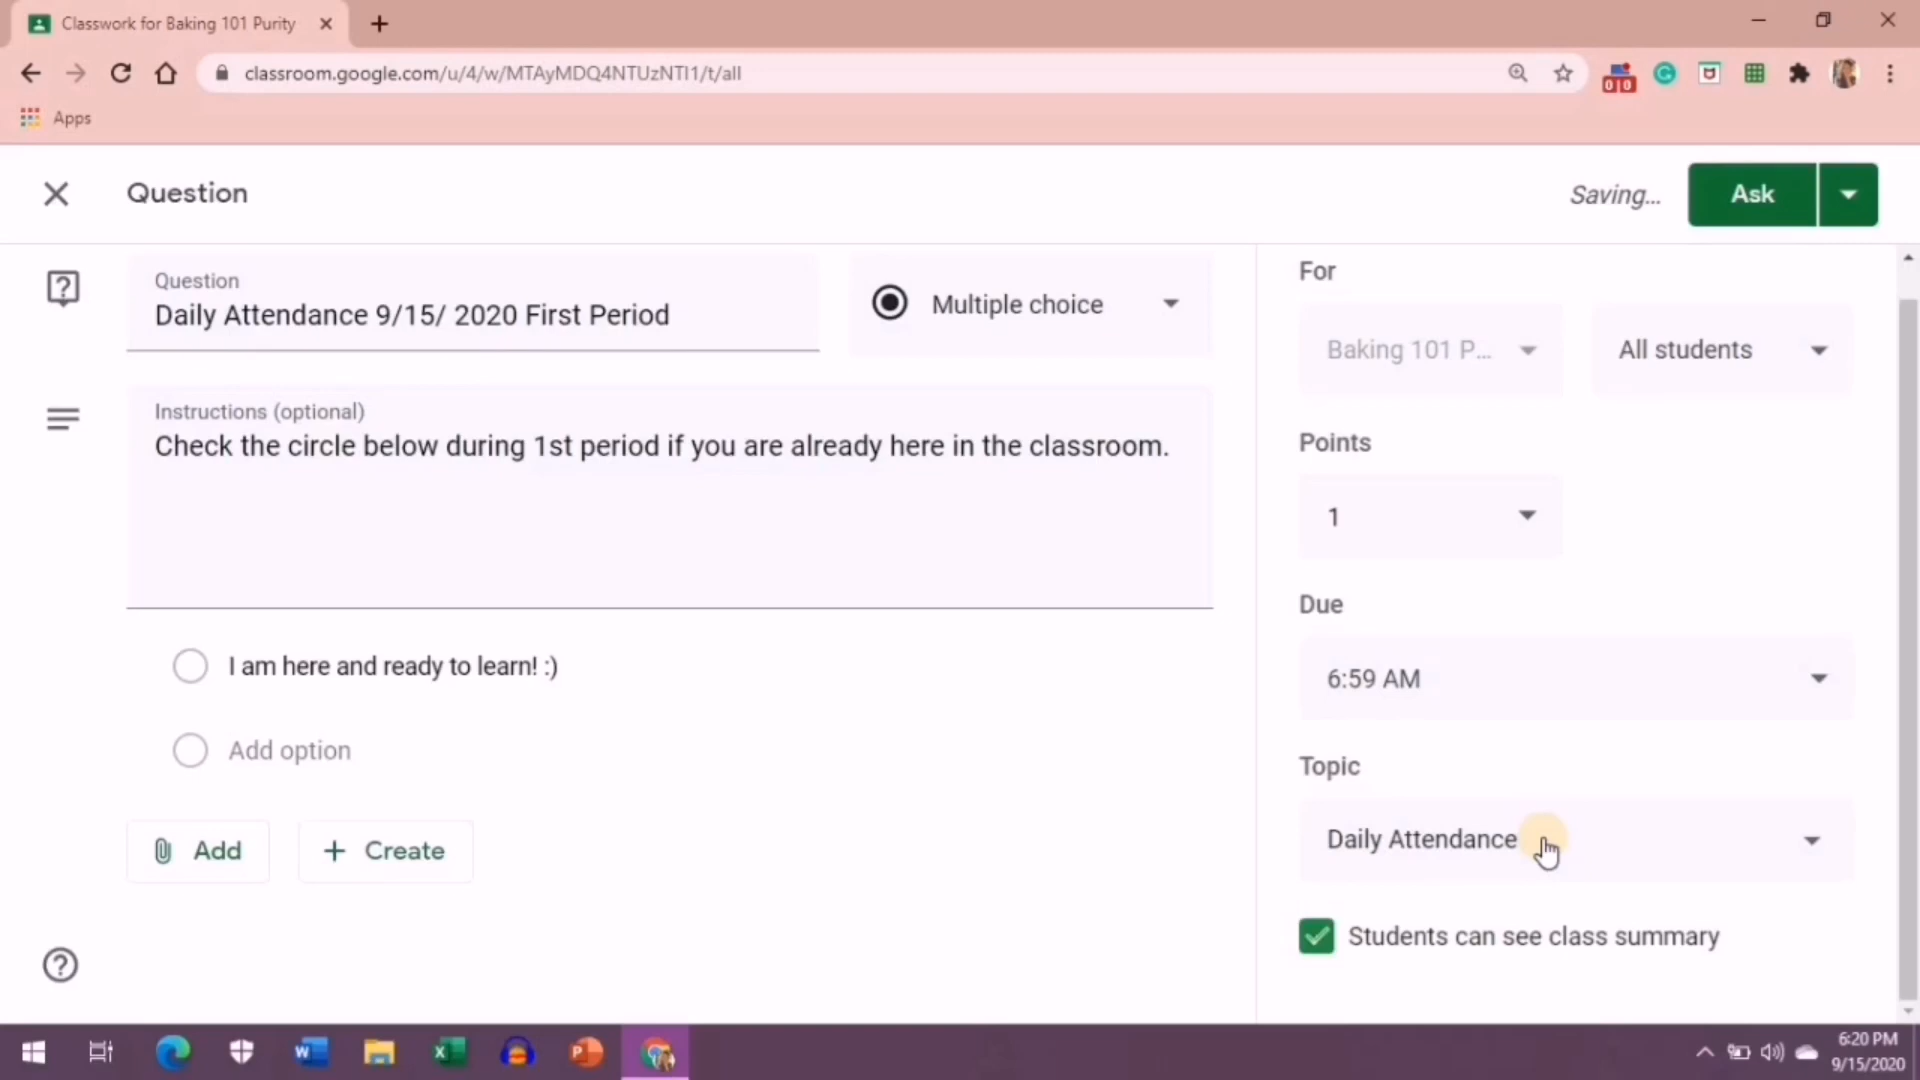 Classwork for Baking 101 Purity
classroom.google.com/u/4/w/MTAyMDQ4NTUzNTI1/t/all
Apps
Question
Saving...
Ask
Question
Daily Attendance 9/15/ 2020 First Period
Multiple choice
Instructions (optional)
Check the circle below during 1st period if you are already here in the classroom.
I am here and ready to learn! :)
Add option
Add
Create
For
Baking 101 P...
All students
Points
1
Due
6:59 AM
Topic
Daily Attendance
Students can see class summary
6:20 PM
9/15/2020